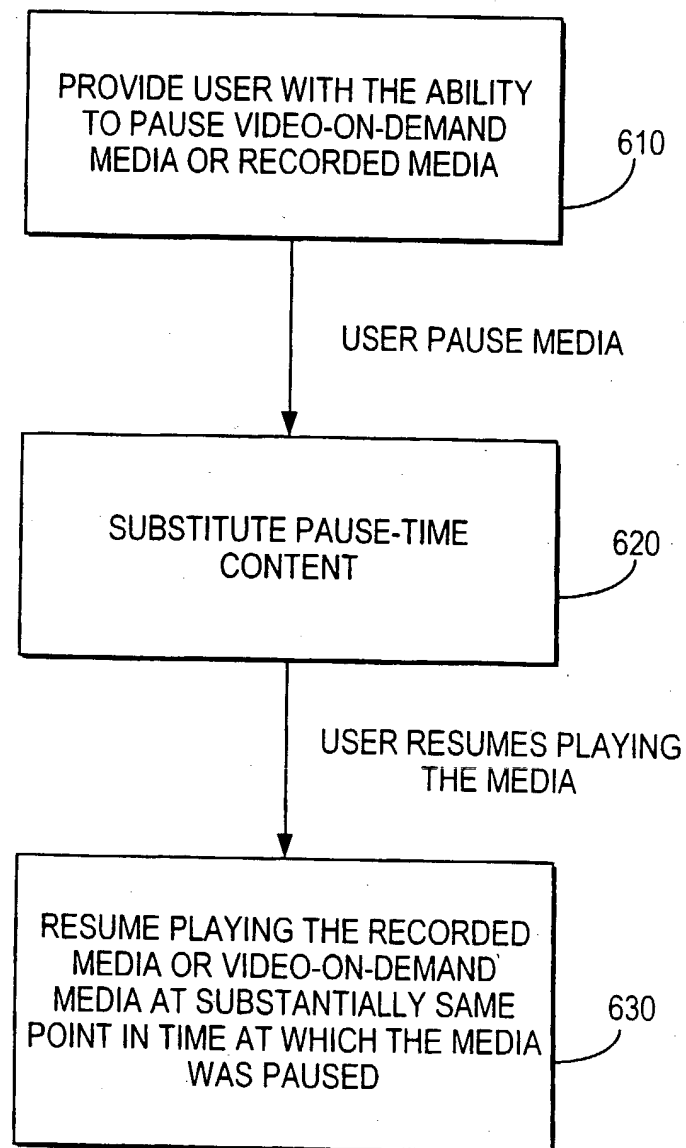 PROVIDE USER WITH THE ABILITY
TO PAUSE VIDEO-ON-DEMAND
MEDIA OR RECORDED MEDIA
610
USER PAUSE MEDIA
SUBSTITUTE PAUSE-TIME
CONTENT
620
USER RESUMES PLAYING
THE MEDIA
RESUME PLAYING THE RECORDED
MEDIA OR VIDEO-ON-DEMAND
MEDIA AT SUBSTANTIALLY SAME
POINT IN TIME AT WHICH THE MEDIA
WAS PAUSED
630